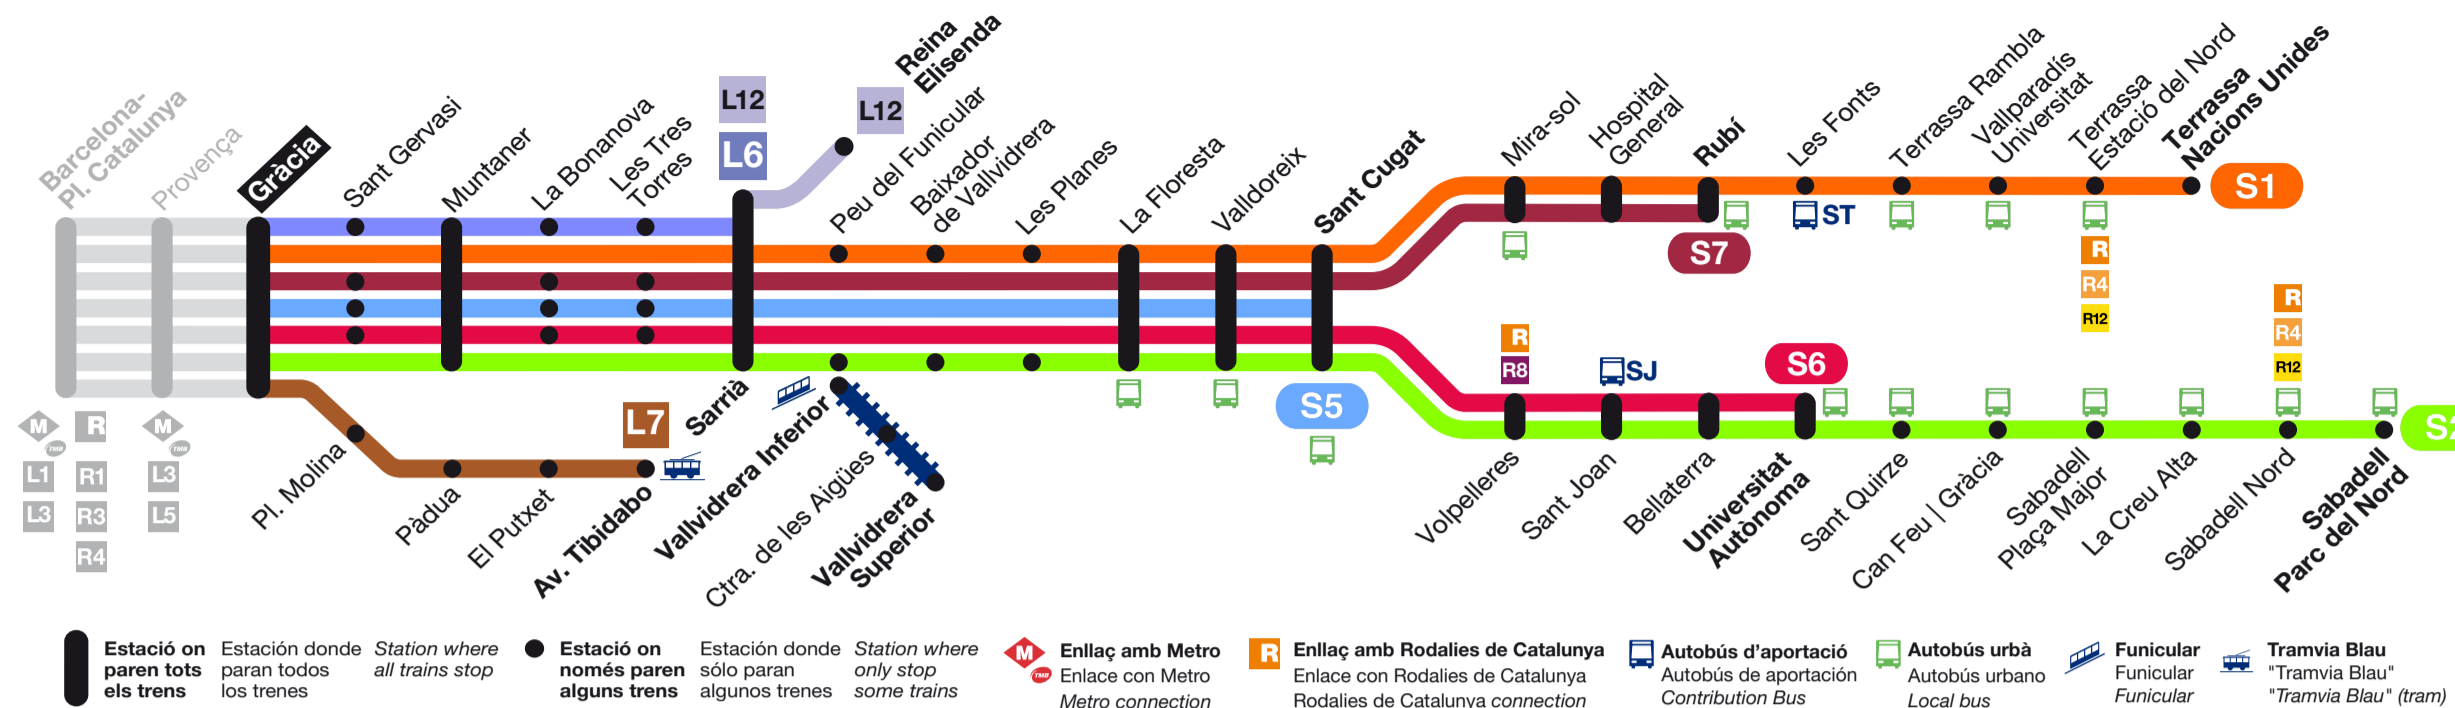 Barcelona-
Pl. Catalunya
Provença
Gràcia
Sant Gervasi
Muntaner
La Bonanova
Les Tres
Torres
L12
L6
Reina
Elisenda
L12
Peu del Funicular
Baixador
de Vallvidrera
Les Planes
La Floresta
Valldoreix
Sant Cugat
Mira-sol
Hospital
General
Rubí
Les Fonts
Terrassa Rambla
Vallparadís
Universitat
Terrassa
Estació del Nord
Terrassa
Nacions Unides
S1
ST
S7
R
R4
R12
R
R4
R12
R
R8
SJ
S6
S5
S2
M
TMB
R
M
TMB
L1
R1
L3
L3
R3
L5
R4
Pl. Molina
Pàdua
El Putxet
Av. Tibidabo
L7
Sarrià
Vallvidrera Inferior
Ctra. de les Aigües
Vallvidrera
Superior
Volpelleres
Sant Joan
Bellaterra
Universitat
Autònoma
Sant Quirze
Can Feu | Gràcia
Sabadell
Plaça Major
La Creu Alta
Sabadell Nord
Sabadell
Parc del Nord
Estació on
paren tots
els trens
Estación donde
paran todos
los trenes
Station where
all trains stop
Estació on
només paren
alguns trens
Estación donde
sólo paran
algunos trenes
Station where
only stop
some trains
M
TMB
Enllaç amb Metro
Enlace con Metro
Metro connection
R
Enllaç amb Rodalies de Catalunya
Enlace con Rodalies de Catalunya
Rodalies de Catalunya connection
Autobús d'aportació
Autobús de aportación
Contribution Bus
Autobús urbà
Autobús urbano
Local bus
Funicular
Funicular
Funicular
Tramvia Blau
"Tramvia Blau"
"Tramvia Blau" (tram)